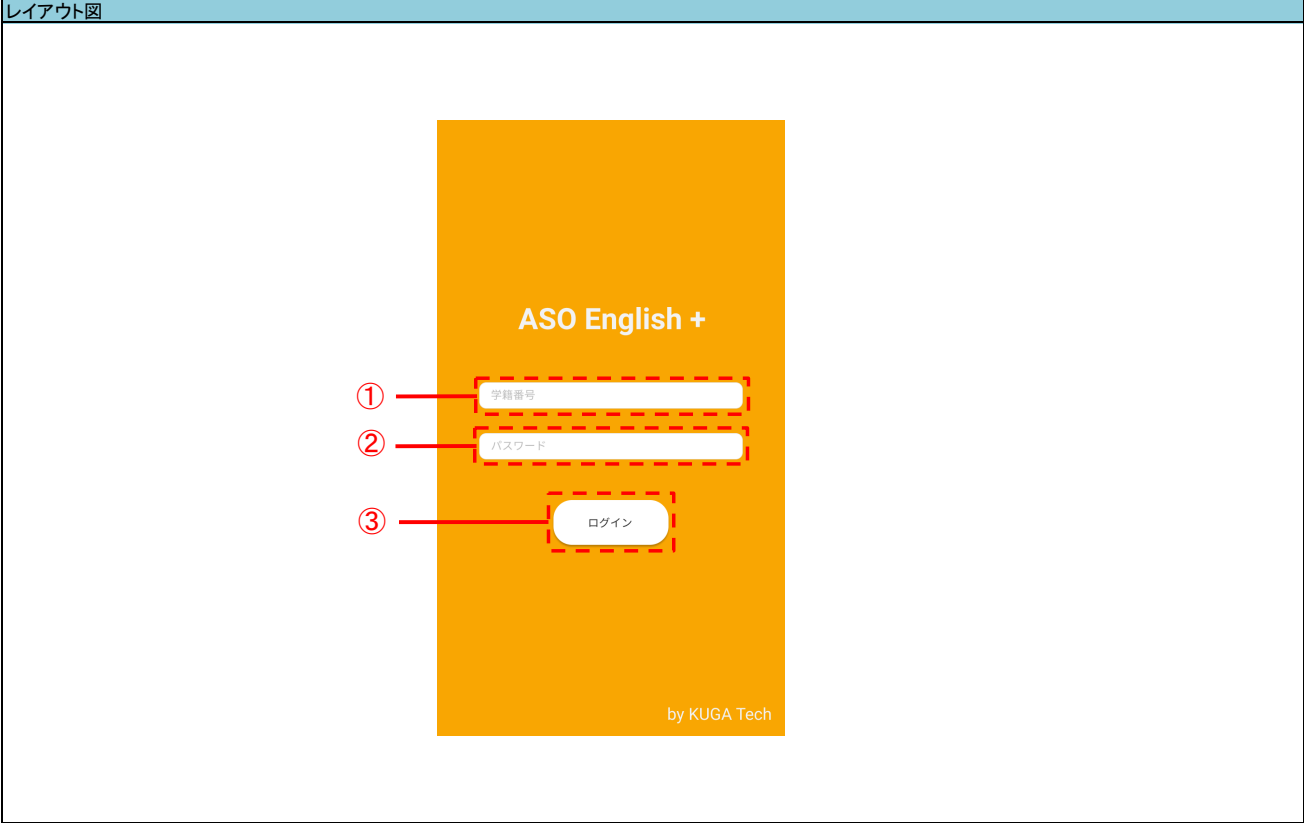 レイアウト図
ASO English +
① 学籍番号
② パスワード
③ ログイン
by KUGA Tech